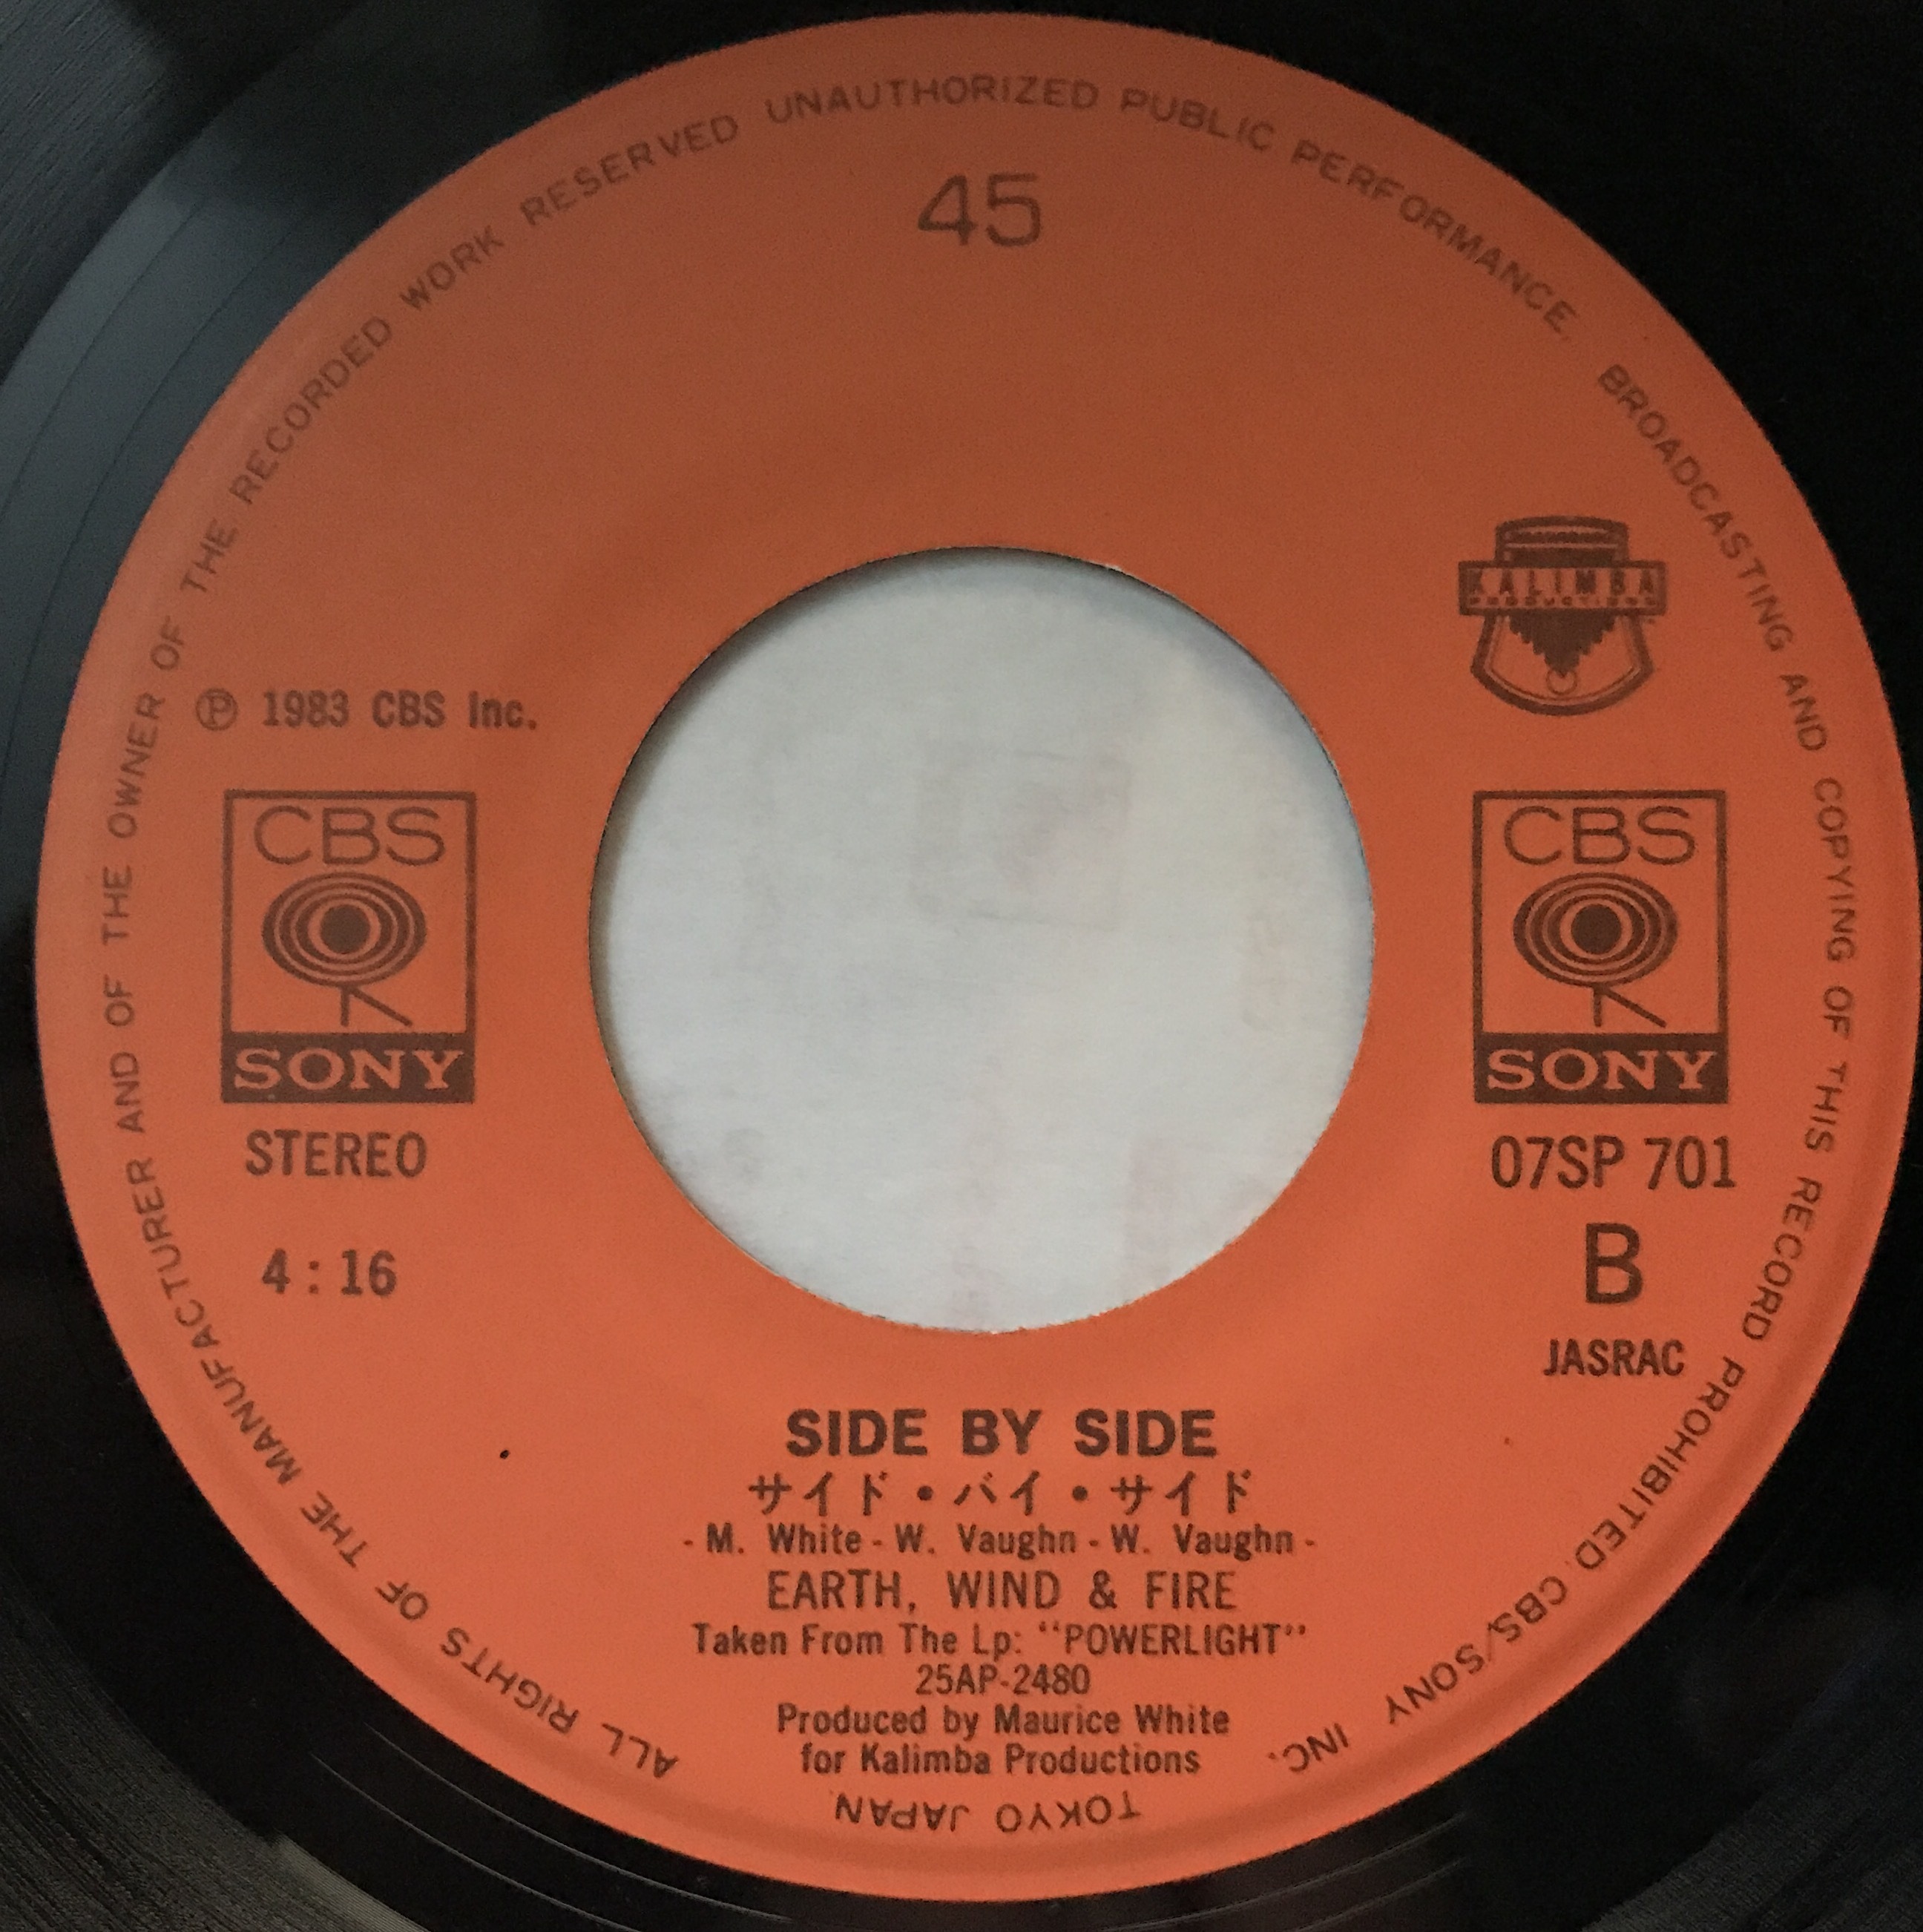 ALL RIGHTS OF THE MANUFACTURER AND OF THE OWNER OF THE RECORDED WORK RESERVED UNAUTHORIZED PUBLIC PERFORMANCE, BROADCASTING AND COPYING OF THIS RECORD PROHIBITED. CBS/SONY INC.
TOKYO JAPAN
45
KALIMBA
PRODUCTIONS
Ⓟ 1983 CBS Inc.
CBS
SONY
STEREO
4:16
CBS
SONY
07SP 701
B
JASRAC
SIDE BY SIDE
サイド・バイ・サイド
- M. White - W. Vaughn - W. Vaughn -
EARTH, WIND & FIRE
Taken From The Lp: “POWERLIGHT”
25AP-2480
Produced by Maurice White
for Kalimba Productions